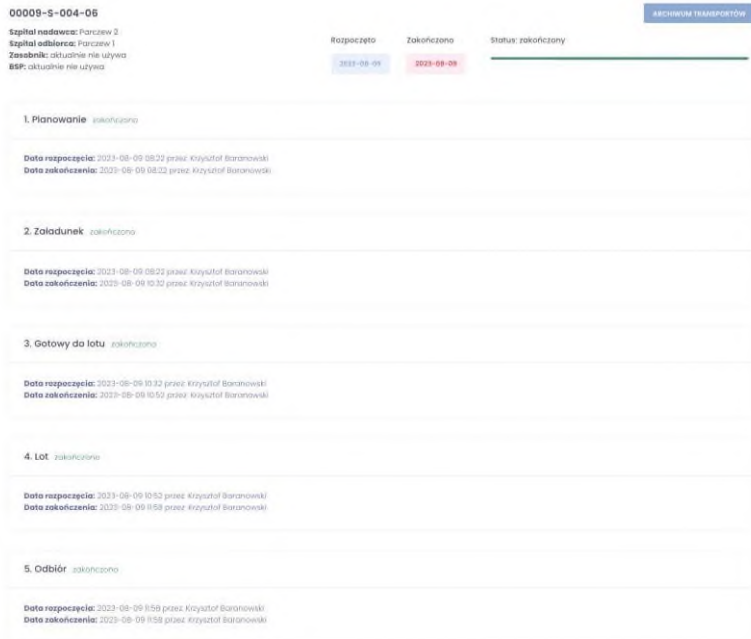 00009-S-004-06
ARCHIWUM TRANSPORTÓW
Szpital nadawca: Parczew 2
Szpital odbiorca: Parczew 1
Zasobnik: aktualnie nie używa
BSP: aktualnie nie używa
Rozpoczęto Zakończono Status: zakończony
2023-08-09 2023-08-09
1. Planowanie zakończono
Data rozpoczęcia: 2023-08-09 08:22 przez: Krzysztof Baranowski
Data zakończenia: 2023-08-09 08:22 przez: Krzysztof Baranowski
2. Załadunek zakończono
Data rozpoczęcia: 2023-08-09 08:22 przez: Krzysztof Baranowski
Data zakończenia: 2023-08-09 10:32 przez: Krzysztof Baranowski
3. Gotowy do lotu zakończono
Data rozpoczęcia: 2023-08-09 10:32 przez: Krzysztof Baranowski
Data zakończenia: 2023-08-09 10:52 przez: Krzysztof Baranowski
4. Lot zakończono
Data rozpoczęcia: 2023-08-09 10:52 przez: Krzysztof Baranowski
Data zakończenia: 2023-08-09 11:58 przez: Krzysztof Baranowski
5. Odbiór zakończono
Data rozpoczęcia: 2023-08-09 11:58 przez: Krzysztof Baranowski
Data zakończenia: 2023-08-09 11:58 przez: Krzysztof Baranowski